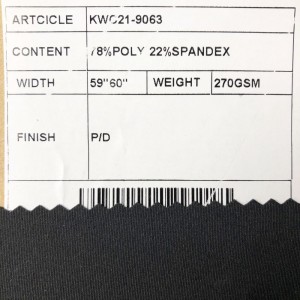 ARTCICLE KWC21-9063
CONTENT 78%POLY 22%SPANDEX
WIDTH 59"60" WEIGHT 270GSM
FINISH P/D